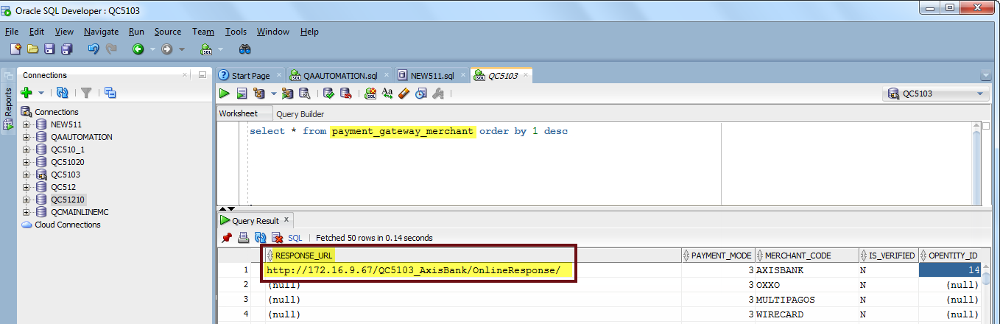 Oracle SQL Developer : QC5103
File Edit View Navigate Run Source Team Tools Window Help
Connections
Reports
Connections
NEW511
QAAUTOMATION
QC510_1
QC51020
QC5103
QC512
QC51210
QCMAINLINEMC
Cloud Connections
Start Page QAAUTOMATION.sql NEW511.sql QC5103
QC5103
Worksheet Query Builder
select * from payment_gateway_merchant order by 1 desc
Query Result
SQL Fetched 50 rows in 0.14 seconds
RESPONSE_URL PAYMENT_MODE MERCHANT_CODE IS_VERIFIED OPENTITY_ID
1 http://172.16.9.67/QC5103_AxisBank/OnlineResponse/ 3 AXISBANK N 14
2 (null) 3 OXXO N (null)
3 (null) 3 MULTIPAGOS N (null)
4 (null) 3 WIRECARD N (null)